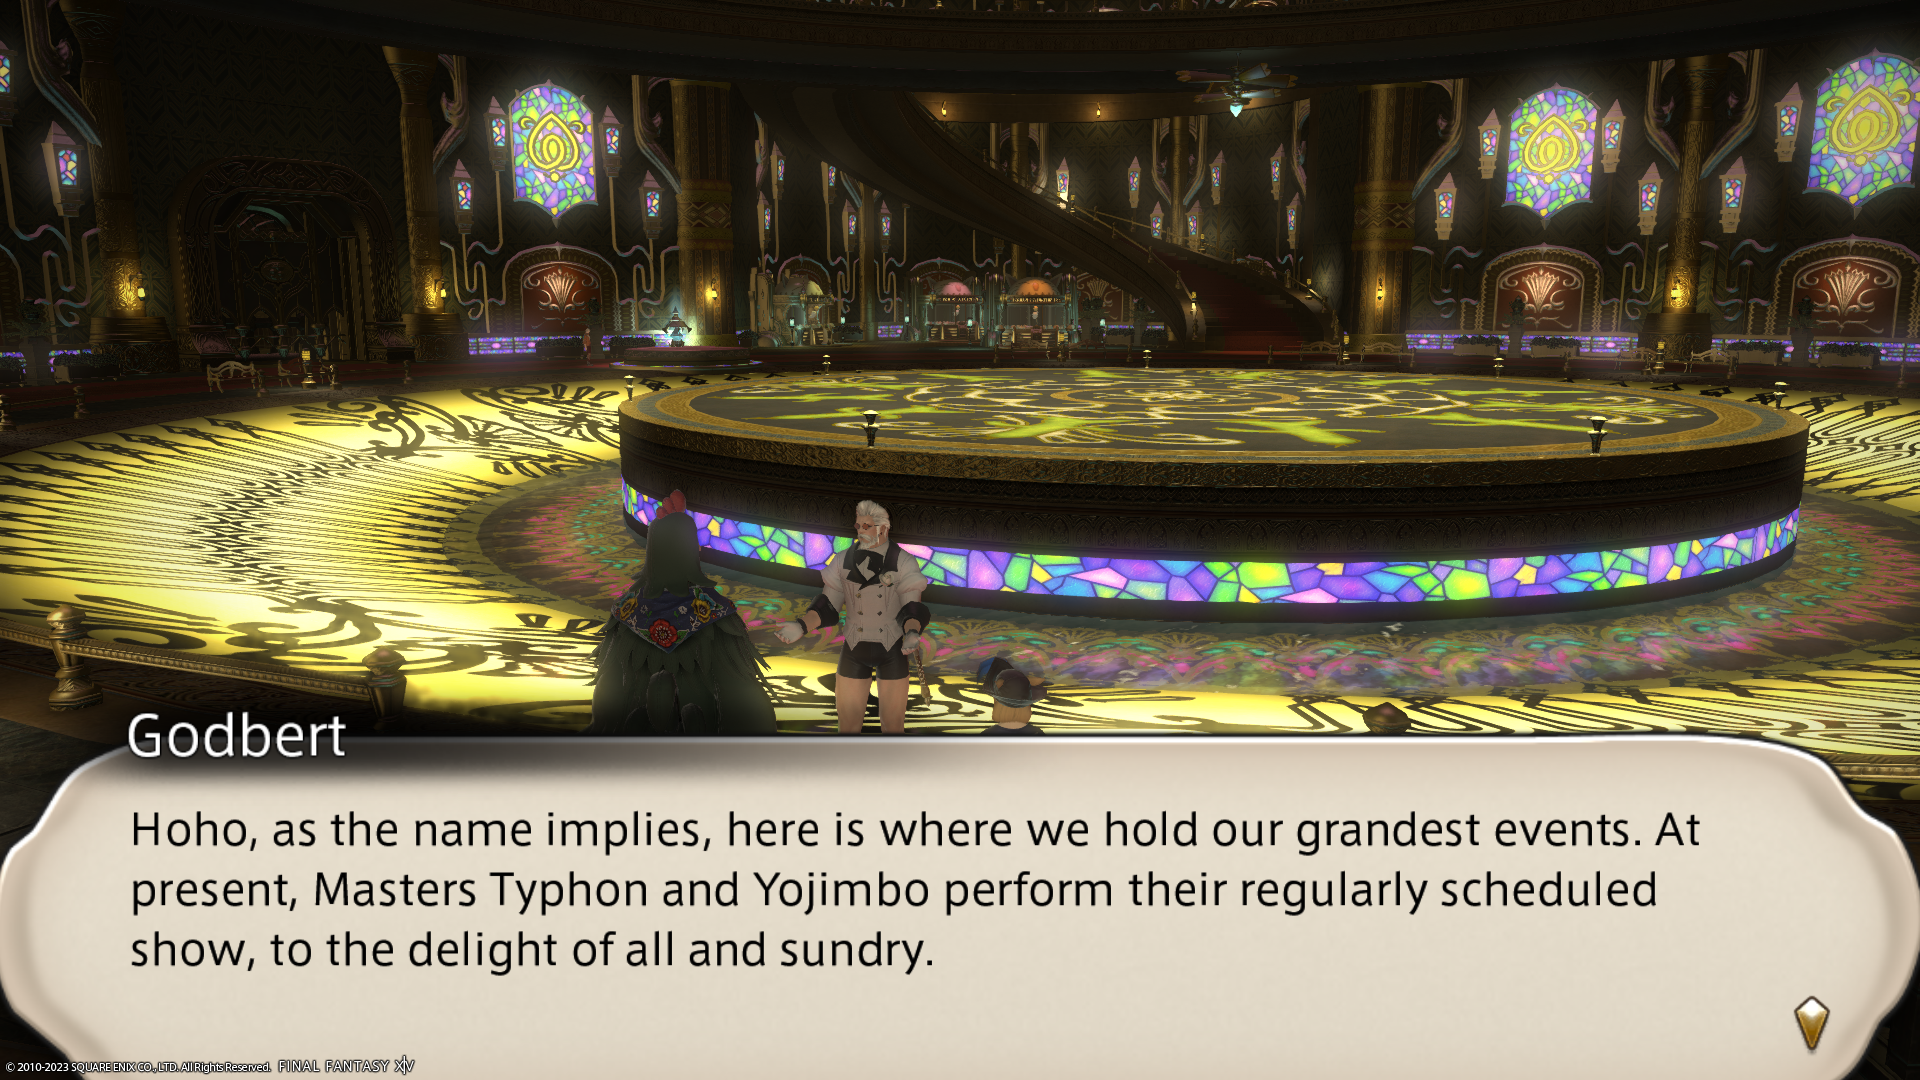 Godbert
Hoho, as the name implies, here is where we hold our grandest events. At
present, Masters Typhon and Yojimbo perform their regularly scheduled
show, to the delight of all and sundry.
© 2010-2023 SQUARE ENIX CO., LTD. All Rights Reserved. FINAL FANTASY XIV